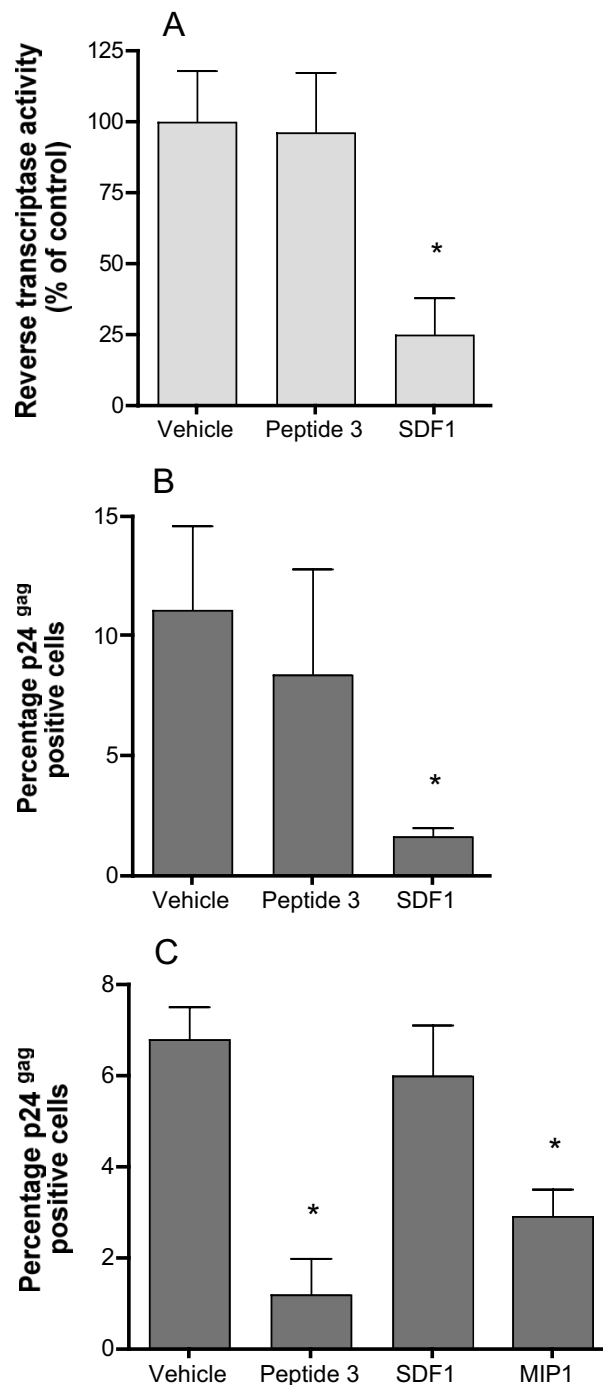 A
Reverse transcriptase activity
(% of control)
125
100
75
50
25
0
*
Vehicle Peptide 3 SDF1
B
Percentage p24 gag
positive cells
15
10
5
0
*
Vehicle Peptide 3 SDF1
C
Percentage p24 gag
positive cells
8
6
4
2
0
*
*
Vehicle Peptide 3 SDF1 MIP1